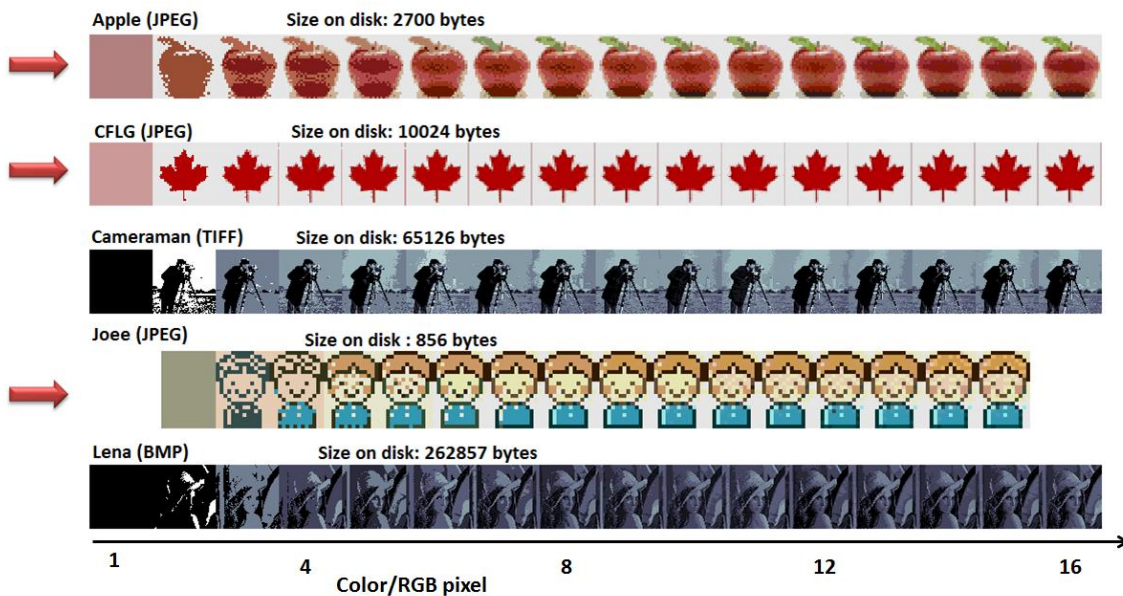 Apple (JPEG) Size on disk: 2700 bytes
CFLG (JPEG) Size on disk: 10024 bytes
Cameraman (TIFF) Size on disk: 65126 bytes
Joee (JPEG) Size on disk : 856 bytes
Lena (BMP) Size on disk: 262857 bytes
1 4 8 12 16
Color/RGB pixel